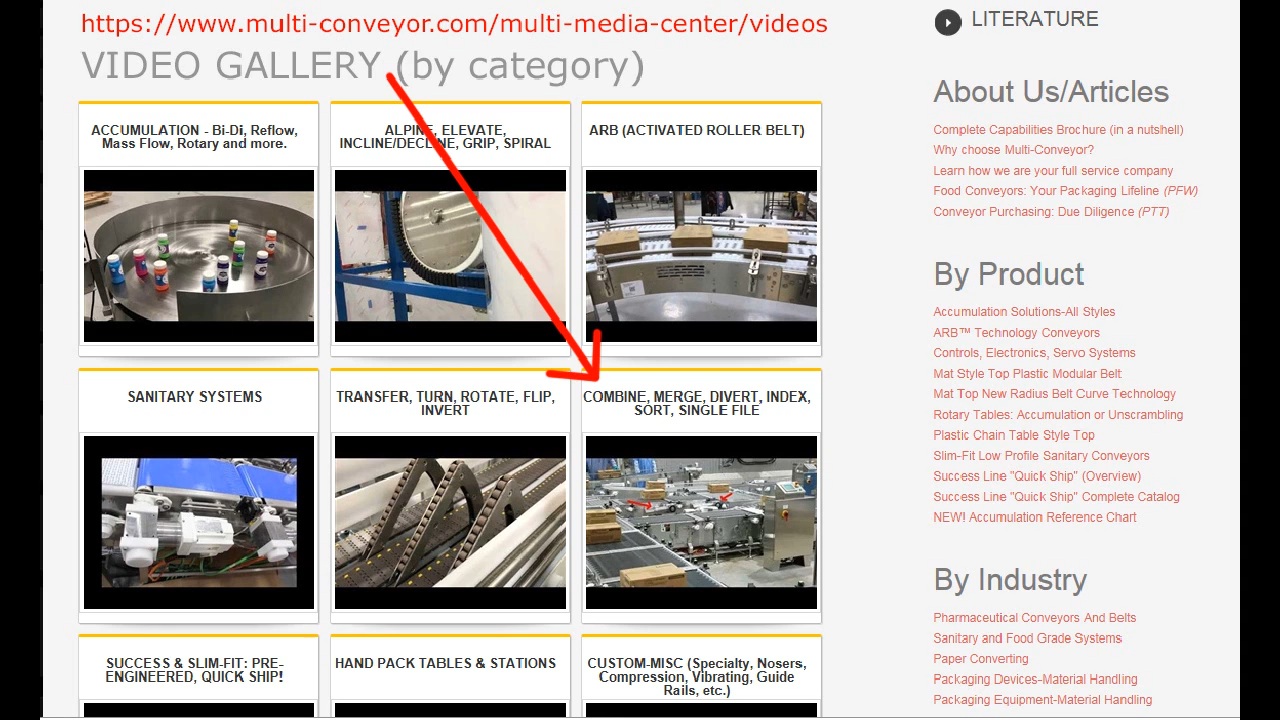 https://www.multi-conveyor.com/multi-media-center/videos
VIDEO GALLERY (by category)
ACCUMULATION - Bi-Di, Reflow,
Mass Flow, Rotary and more.
ALPINE, ELEVATE,
INCLINE/DECLINE, GRIP, SPIRAL
ARB (ACTIVATED ROLLER BELT)
SANITARY SYSTEMS
TRANSFER, TURN, ROTATE, FLIP,
INVERT
COMBINE, MERGE, DIVERT, INDEX,
SORT, SINGLE FILE
SUCCESS & SLIM-FIT: PRE-
ENGINEERED, QUICK SHIP!
HAND PACK TABLES & STATIONS
CUSTOM-MISC (Specialty, Nosers,
Compression, Vibrating, Guide
Rails, etc.)
LITERATURE
About Us/Articles
Complete Capabilities Brochure (in a nutshell)
Why choose Multi-Conveyor?
Learn how we are your full service company
Food Conveyors: Your Packaging Lifeline (PFW)
Conveyor Purchasing: Due Diligence (PTT)
By Product
Accumulation Solutions-All Styles
ARB™ Technology Conveyors
Controls, Electronics, Servo Systems
Mat Style Top Plastic Modular Belt
Mat Top New Radius Belt Curve Technology
Rotary Tables: Accumulation or Unscrambling
Plastic Chain Table Style Top
Slim-Fit Low Profile Sanitary Conveyors
Success Line "Quick Ship" (Overview)
Success Line "Quick Ship" Complete Catalog
NEW! Accumulation Reference Chart
By Industry
Pharmaceutical Conveyors And Belts
Sanitary and Food Grade Systems
Paper Converting
Packaging Devices-Material Handling
Packaging Equipment-Material Handling